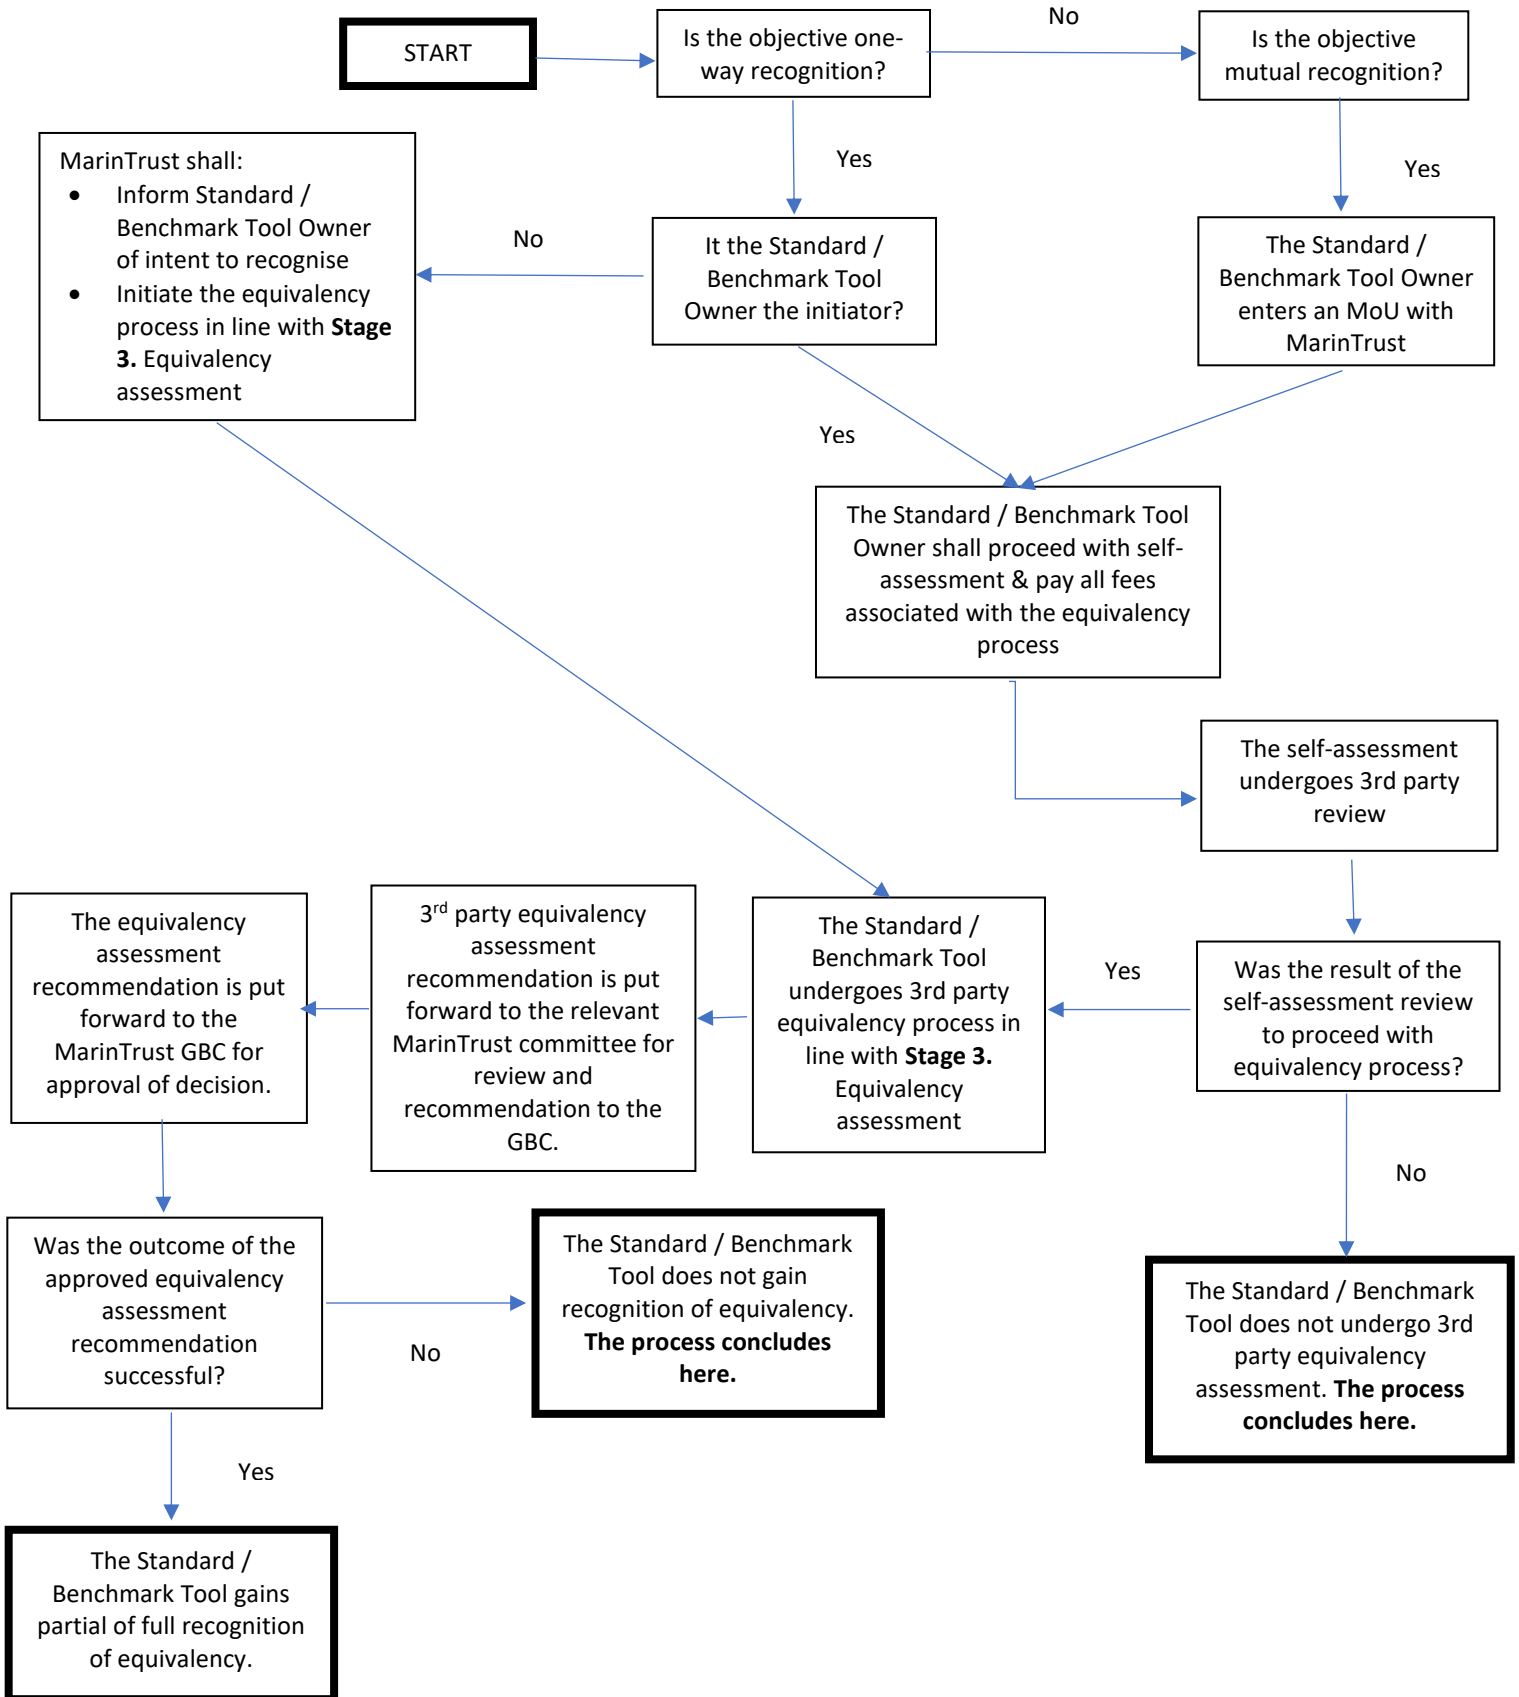 START
Is the objective one-
way recognition?
No
Is the objective
mutual recognition?
Yes
Yes
MarinTrust shall:
• Inform Standard /
Benchmark Tool Owner
of intent to recognise
• Initiate the equivalency
process in line with Stage
3. Equivalency
assessment
No
It the Standard /
Benchmark Tool
Owner the initiator?
The Standard /
Benchmark Tool Owner
enters an MoU with
MarinTrust
Yes
The Standard / Benchmark Tool
Owner shall proceed with self-
assessment & pay all fees
associated with the equivalency
process
The self-assessment
undergoes 3rd party
review
The equivalency
assessment
recommendation is put
forward to the
MarinTrust GBC for
approval of decision.
3rd party equivalency
assessment
recommendation is put
forward to the relevant
MarinTrust committee for
review and
recommendation to the
GBC.
The Standard /
Benchmark Tool
undergoes 3rd party
equivalency process in
line with Stage 3.
Equivalency
assessment
Yes
Was the result of the
self-assessment review
to proceed with
equivalency process?
No
Was the outcome of the
approved equivalency
assessment
recommendation
successful?
No
The Standard / Benchmark
Tool does not gain
recognition of equivalency.
The process concludes
here.
The Standard / Benchmark
Tool does not undergo 3rd
party equivalency
assessment. The process
concludes here.
Yes
The Standard /
Benchmark Tool gains
partial of full recognition
of equivalency.